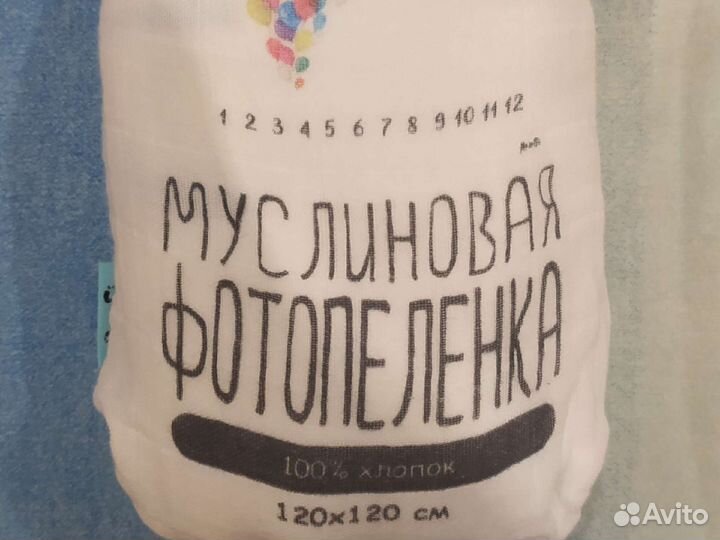 1 2 3 4 5 6 7 8 9 10 11 12
МУСЛИНОВАЯ
ФОТОПЕЛЕНКА
100% хлопок
120x120 см
Avito